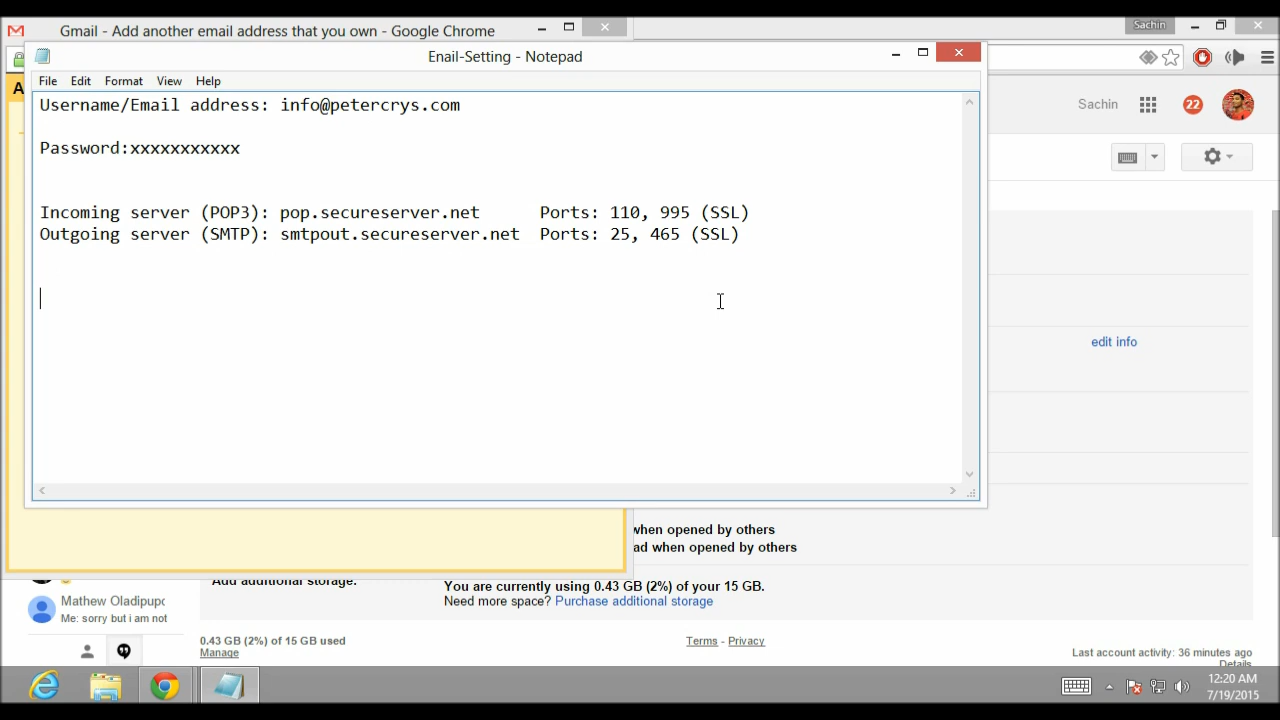 Gmail - Add another email address that you own - Google Chrome
Sachin
Enail-Setting - Notepad
File Edit Format View Help
Username/Email address: info@petercrys.com
Password:xxxxxxxxxxx
Incoming server (POP3): pop.secureserver.net Ports: 110, 995 (SSL)
Outgoing server (SMTP): smtpout.secureserver.net Ports: 25, 465 (SSL)
A
Sachin
22
edit info
when opened by others
ad when opened by others
Add additional storage:
You are currently using 0.43 GB (2%) of your 15 GB.
Need more space? Purchase additional storage
Mathew Oladipupo
Me: sorry but i am not
0.43 GB (2%) of 15 GB used
Manage
Terms - Privacy
Last account activity: 36 minutes ago
Details
12:20 AM
7/19/2015